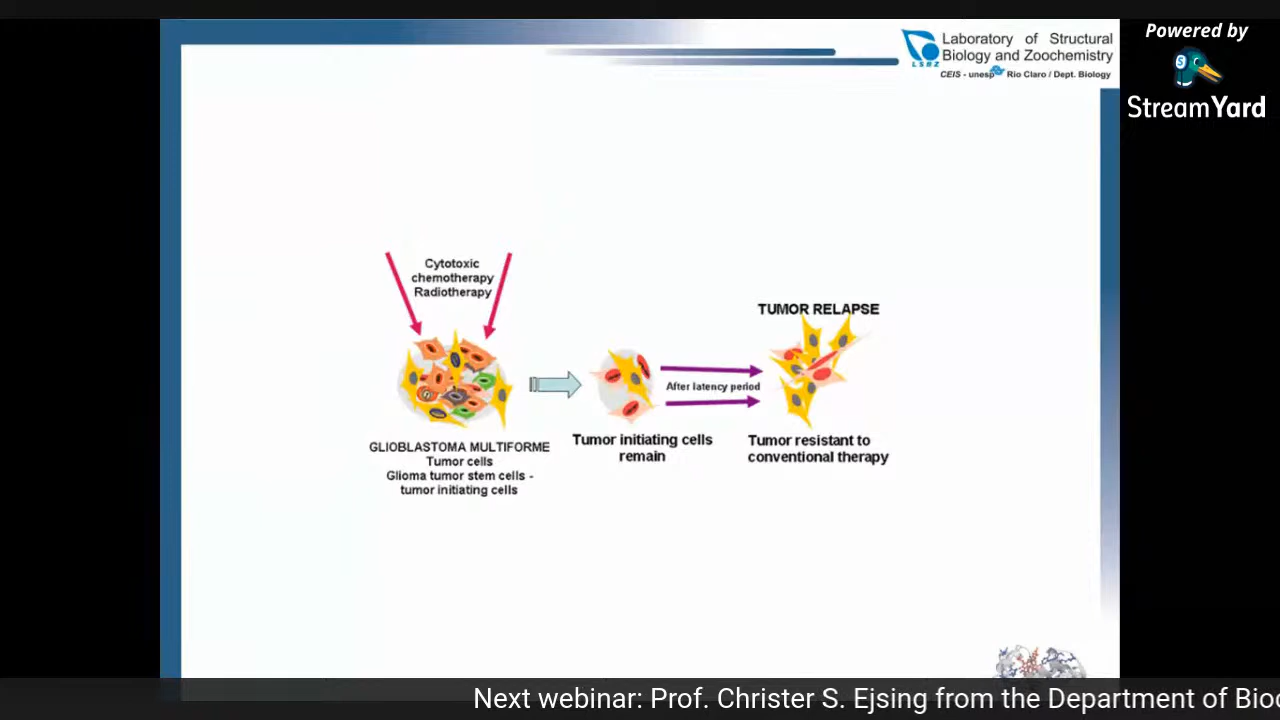 Laboratory of Structural
Biology and Zoochemistry
LSBZ
CEIS - unesp Rio Claro / Dept. Biology
Powered by
StreamYard
Cytotoxic
chemotherapy
Radiotherapy
TUMOR RELAPSE
After latency period
GLIOBLASTOMA MULTIFORME
Tumor cells
Glioma tumor stem cells -
tumor initiating cells
Tumor initiating cells
remain
Tumor resistant to
conventional therapy
Next webinar: Prof. Christer S. Ejsing from the Department of Bioc